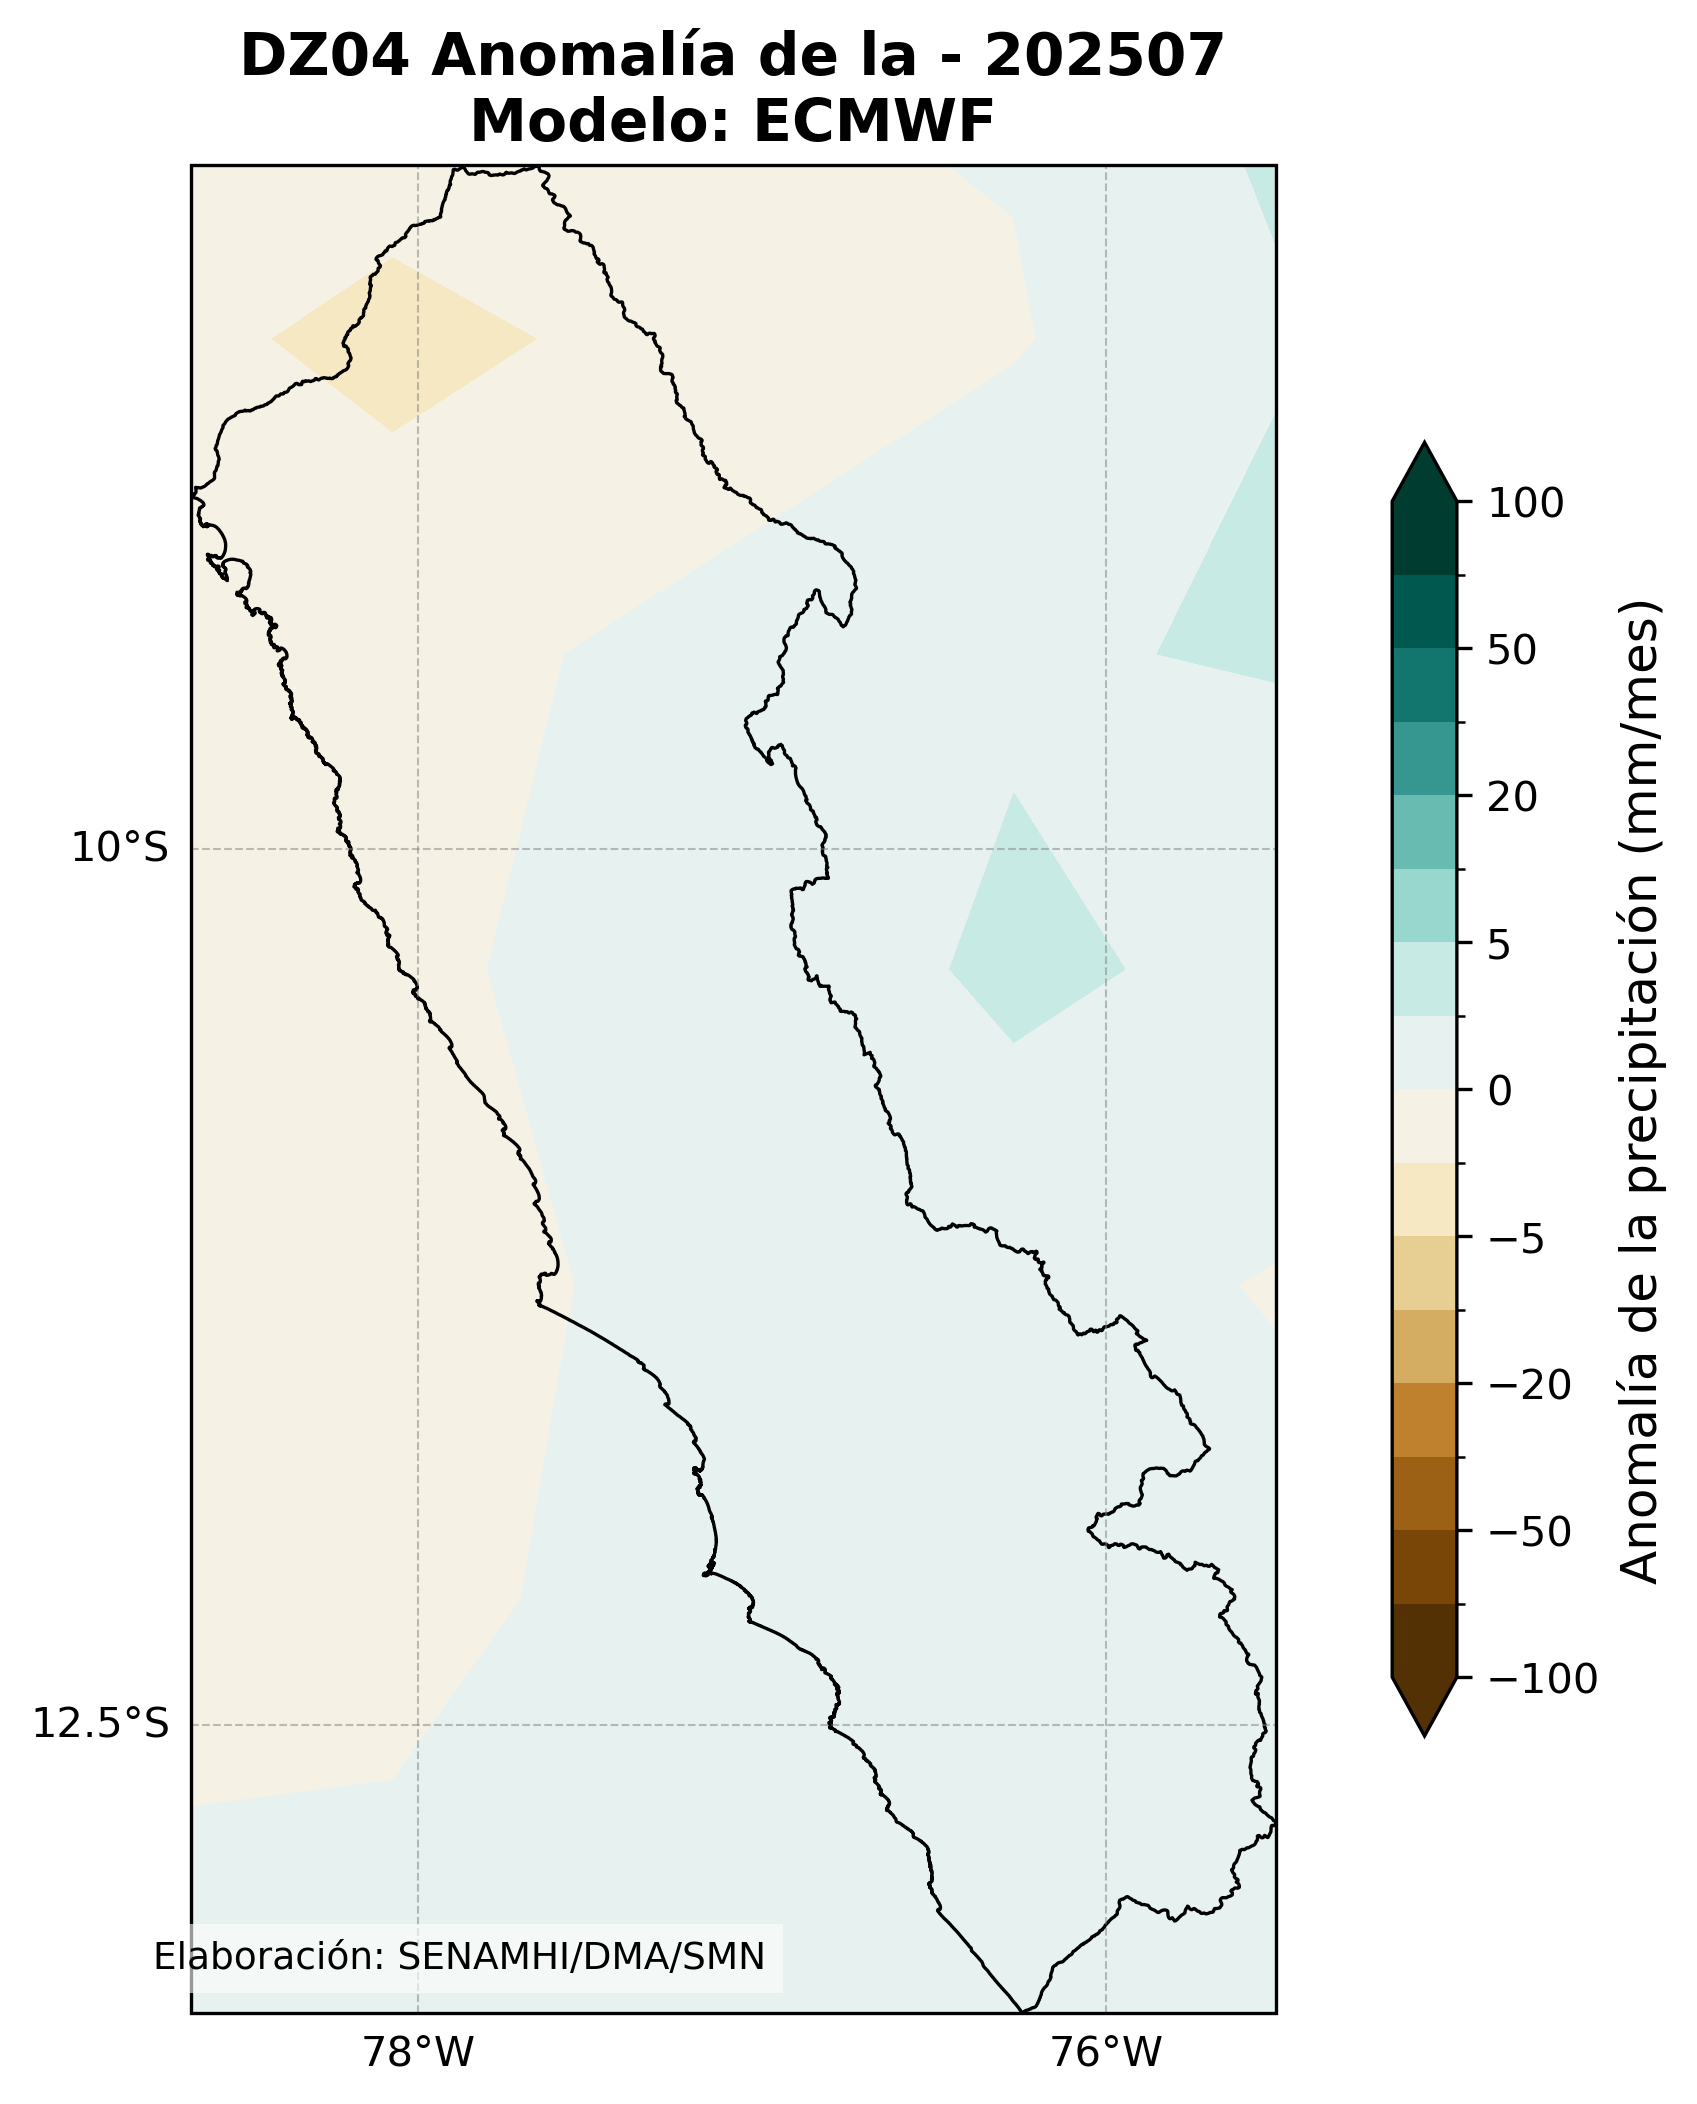 DZ04 Anomalía de la - 202507
Modelo: ECMWF
100
50
20
5
0
−5
−20
−50
−100
Anomalía de la precipitación (mm/mes)
10°S
12.5°S
Elaboración: SENAMHI/DMA/SMN
78°W
76°W